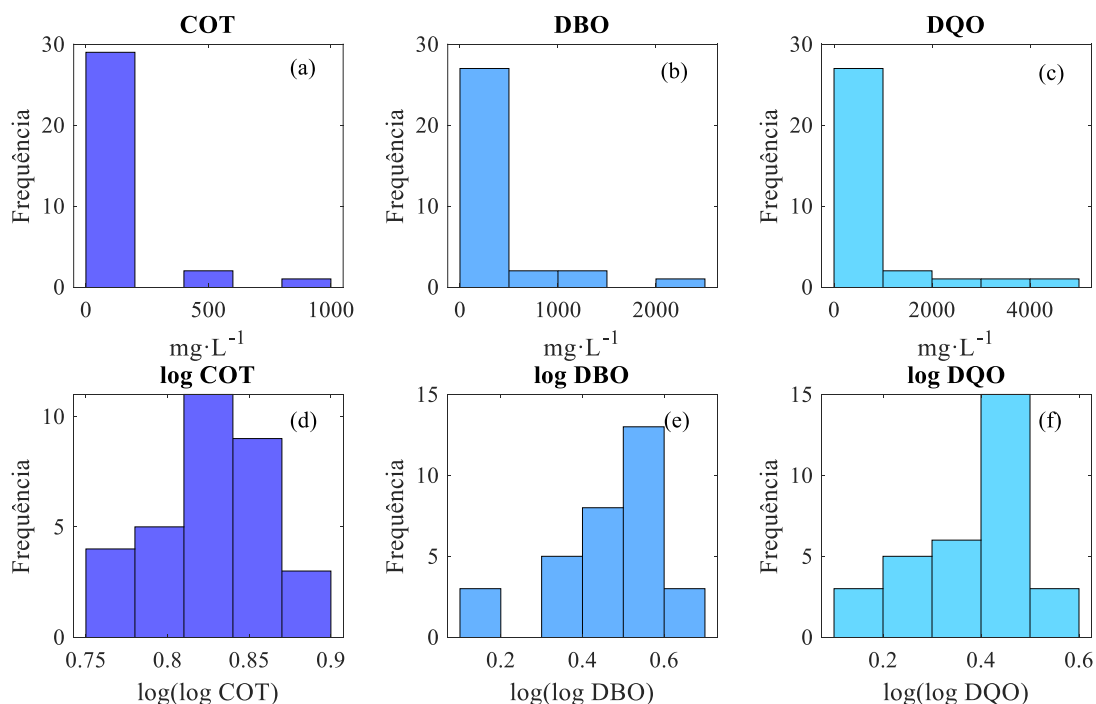 COT
30
20
10
0
Frequência
(a)
0 500 1000
mg·L⁻¹
DBO
30
20
10
0
Frequência
(b)
0 1000 2000
mg·L⁻¹
DQO
30
20
10
0
Frequência
(c)
0 2000 4000
mg·L⁻¹
log COT
10
5
0
Frequência
(d)
0.75 0.8 0.85 0.9
log(log COT)
log DBO
15
10
5
0
Frequência
(e)
0.2 0.4 0.6
log(log DBO)
log DQO
15
10
5
0
Frequência
(f)
0.2 0.4 0.6
log(log DQO)